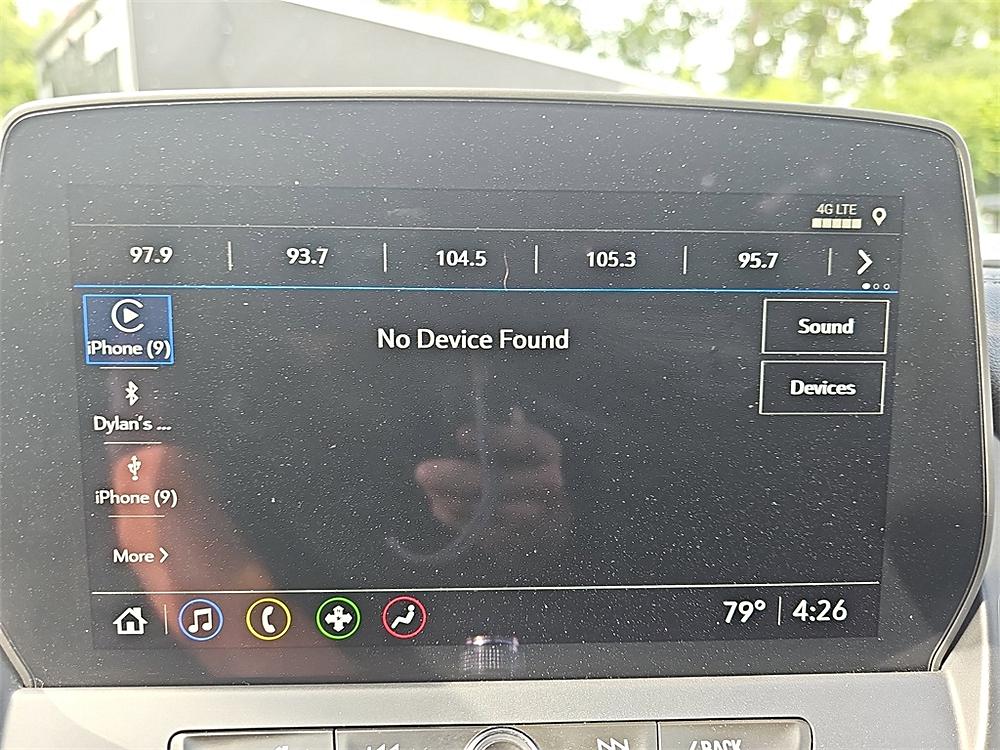 4G LTE
97.9 93.7 104.5 105.3 95.7
iPhone (9)
No Device Found
Sound
Devices
Dylan's ...
iPhone (9)
More
79° 4:26
BACK